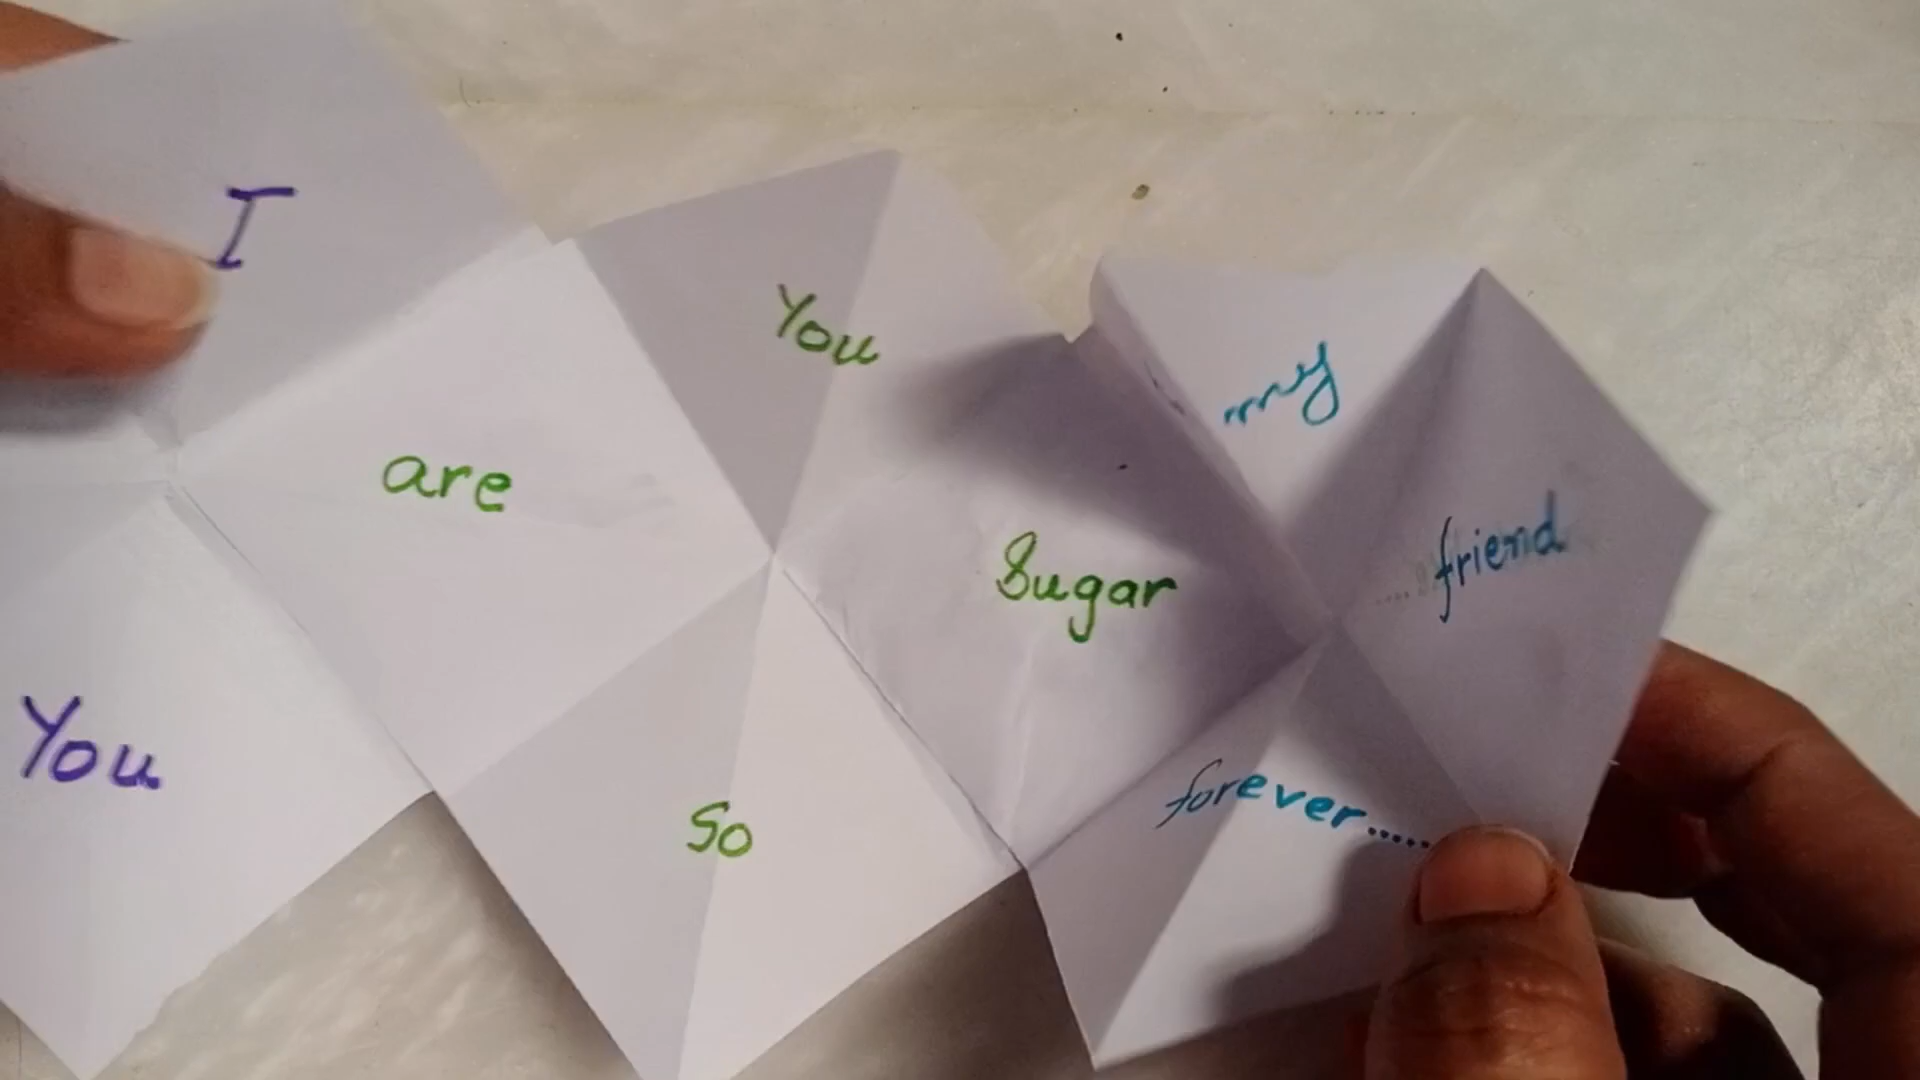 I
You
You
are
So
Sugar
my
friend
forever.....